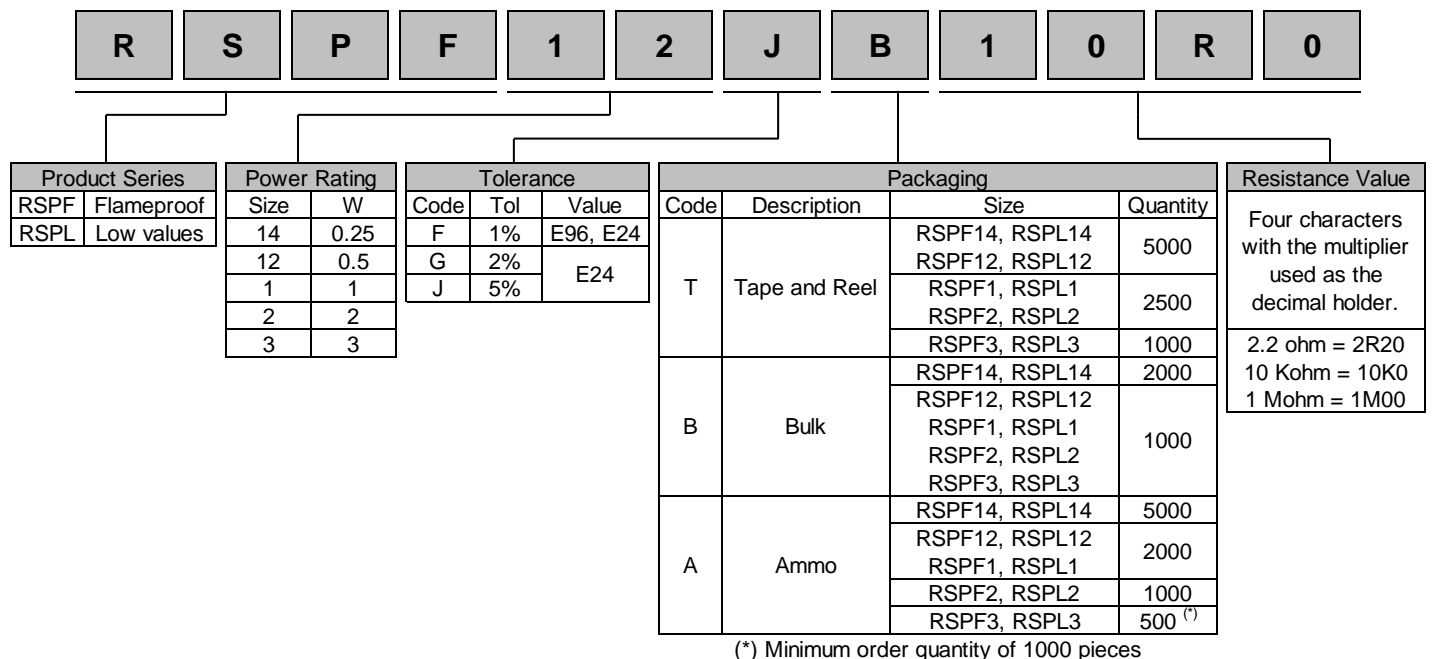 R S P F 1 2 J B 1 0 R 0
Product Series
RSPF Flameproof
RSPL Low values
Power Rating
Size W
14 0.25
12 0.5
1 1
2 2
3 3
Tolerance
Code Tol Value
F 1% E96, E24
G 2% E24
J 5%
Packaging
Code Description Size Quantity
T Tape and Reel
RSPF14, RSPL14
RSPF12, RSPL12
5000
RSPF1, RSPL1
RSPF2, RSPL2
2500
RSPF3, RSPL3 1000
B Bulk
RSPF14, RSPL14 2000
RSPF12, RSPL12
RSPF1, RSPL1
RSPF2, RSPL2
RSPF3, RSPL3
1000
A Ammo
RSPF14, RSPL14 5000
RSPF12, RSPL12
RSPF1, RSPL1
2000
RSPF2, RSPL2 1000
RSPF3, RSPL3 500 (*)
(*) Minimum order quantity of 1000 pieces
Resistance Value
Four characters
with the multiplier
used as the
decimal holder.
2.2 ohm = 2R20
10 Kohm = 10K0
1 Mohm = 1M00